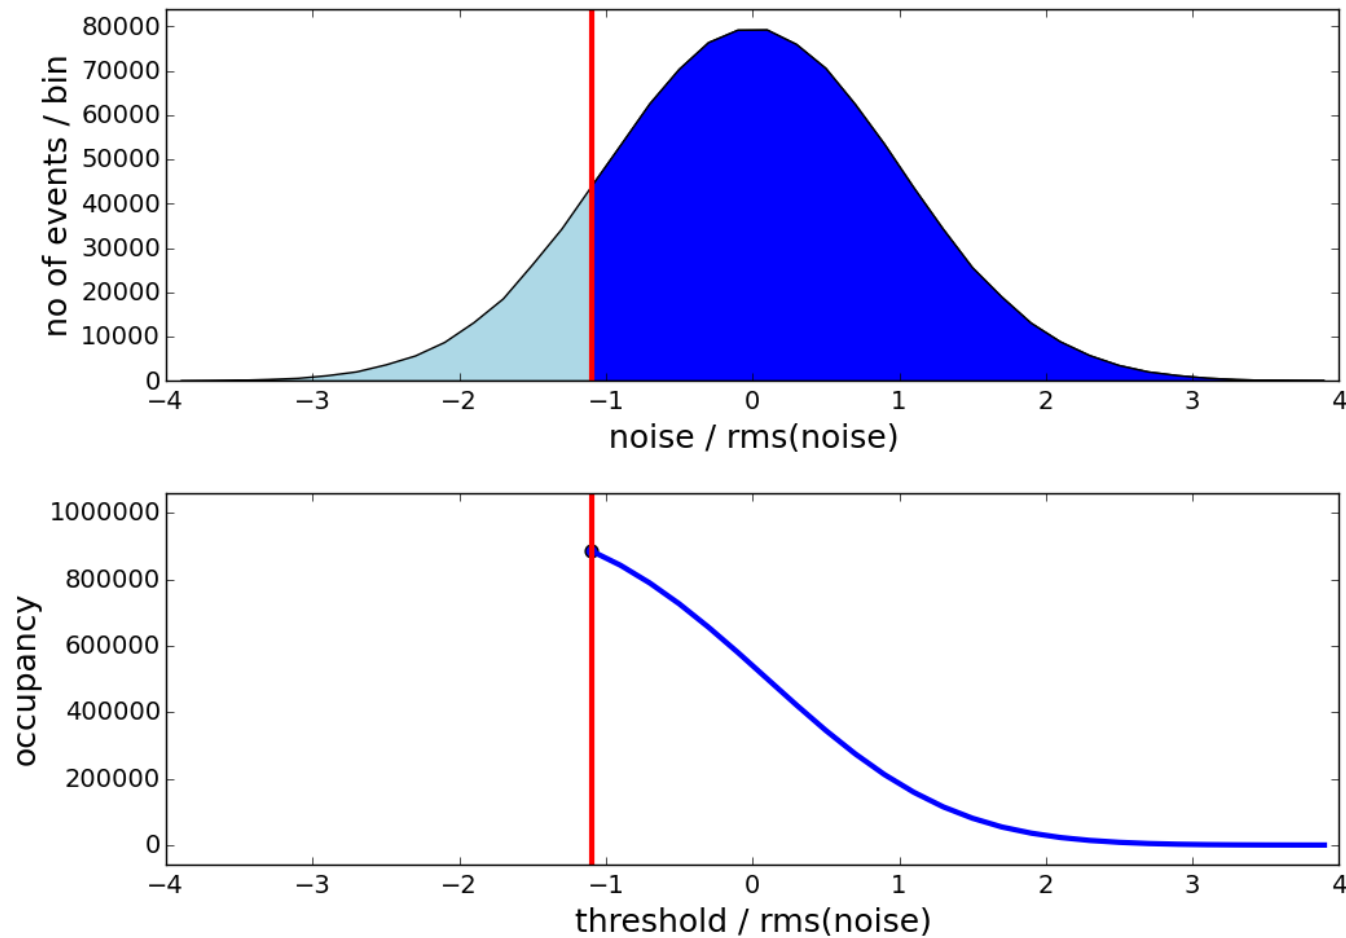 80000
70000
60000
50000
40000
30000
20000
10000
0
no of events / bin
−4 −3 −2 −1 0 1 2 3 4
noise / rms(noise)
1000000
800000
600000
400000
200000
0
occupancy
−4 −3 −2 −1 0 1 2 3 4
threshold / rms(noise)